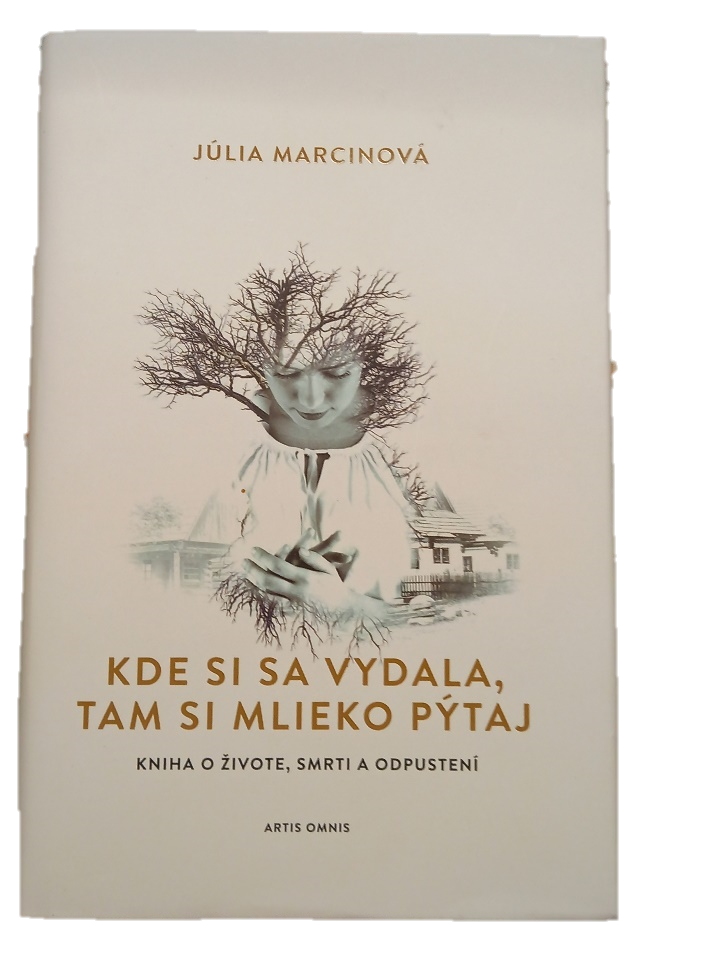 JÚLIA MARCINOVÁ
KDE SI SA VYDALA,
TAM SI MLIEKO PÝTAJ
KNIHA O ŽIVOTE, SMRTI A ODPUSTENÍ
ARTIS OMNIS